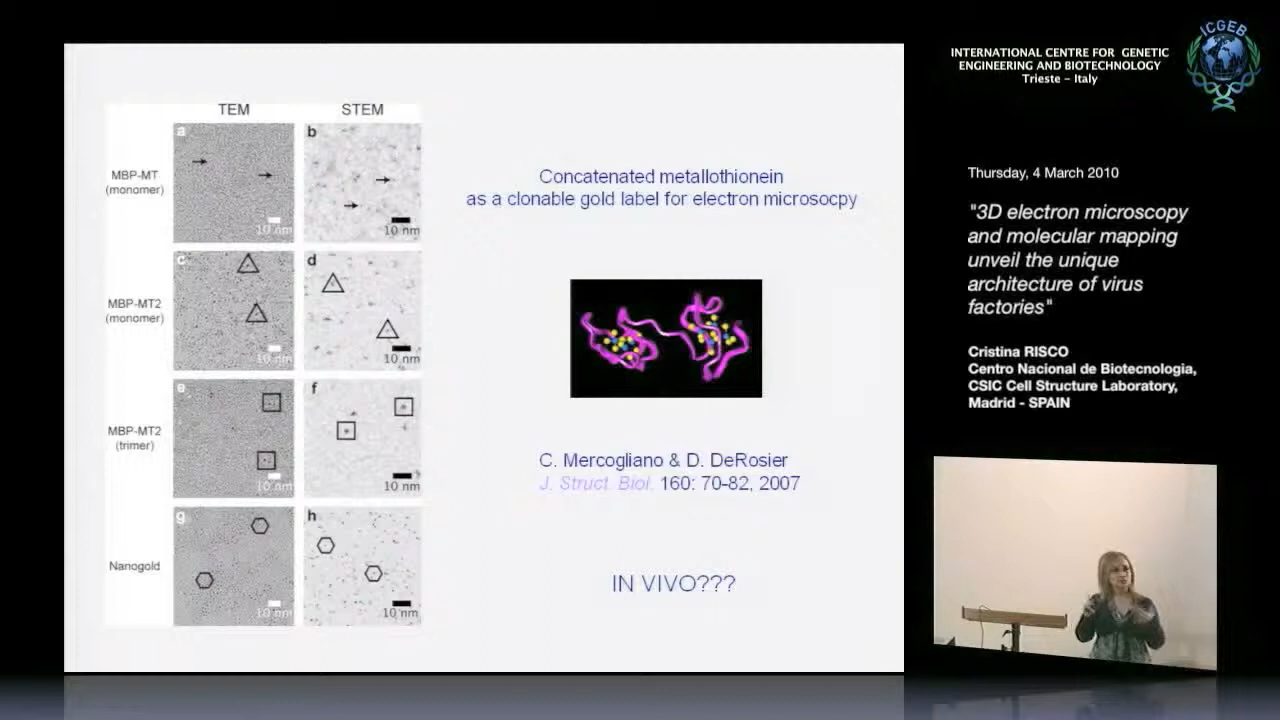 TEM
STEM
MBP-MT
(monomer)
a
10 nm
b
10 nm
MBP-MT2
(monomer)
c
10 nm
d
10 nm
MBP-MT2
(trimer)
e
10 nm
f
10 nm
Nanogold
g
10 nm
h
10 nm
Concatenated metallothionein
as a clonable gold label for electron microsocpy
C. Mercogliano & D. DeRosier
J. Struct. Biol. 160: 70-82, 2007
IN VIVO???
ICGEB
INTERNATIONAL CENTRE FOR GENETIC
ENGINEERING AND BIOTECHNOLOGY
Trieste – Italy
Thursday, 4 March 2010
"3D electron microscopy
and molecular mapping
unveil the unique
architecture of virus
factories"
Cristina RISCO
Centro Nacional de Biotecnologia,
CSIC Cell Structure Laboratory,
Madrid - SPAIN